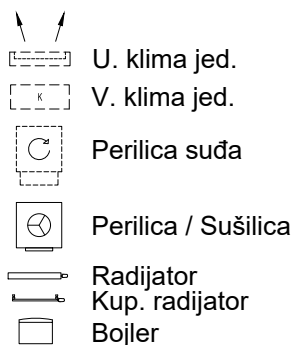 U. klima jed.
K V. klima jed.
Perilica suđa
Perilica / Sušilica
Radijator
Kup. radijator
Bojler